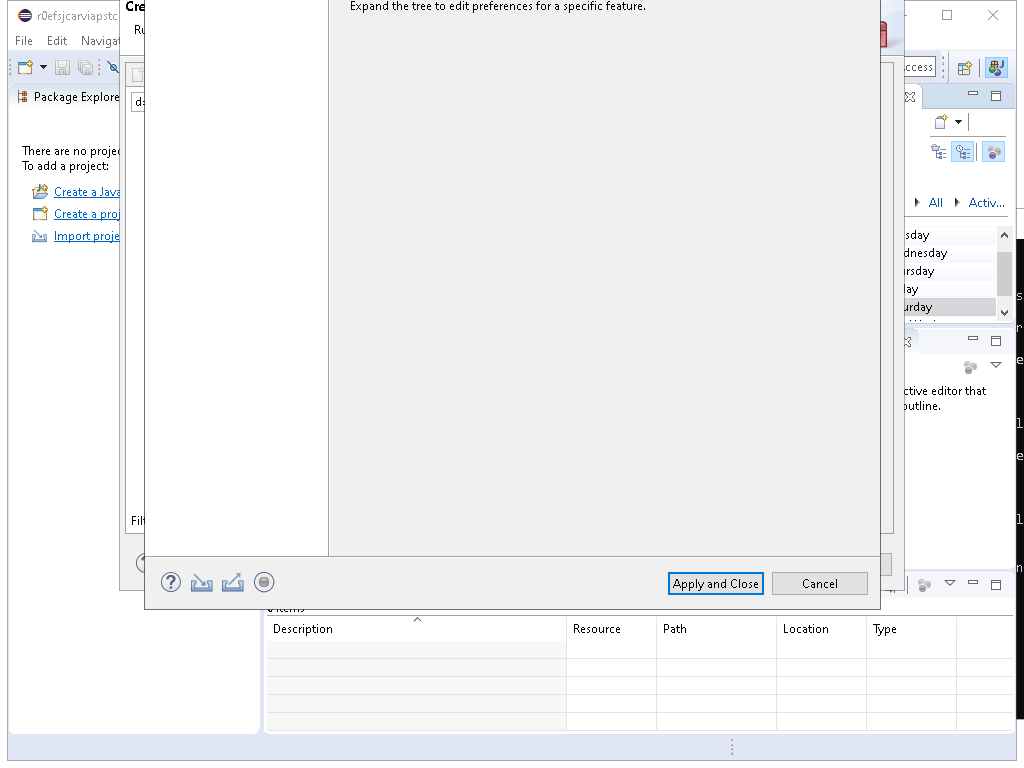 r0efsjcarviapstc
Cre
Expand the tree to edit preferences for a specific feature.
File Edit Navigat
Ru
ccess
Package Explore
ds
There are no projec
To add a project:
Create a Java
Create a proj
Import proje
All Activ...
sday
dnesday
ursday
day
urday
ctive editor that
outline.
Filt
Apply and Close
Cancel
0 items
Description
Resource
Path
Location
Type
s
r
e
l
e
l
n